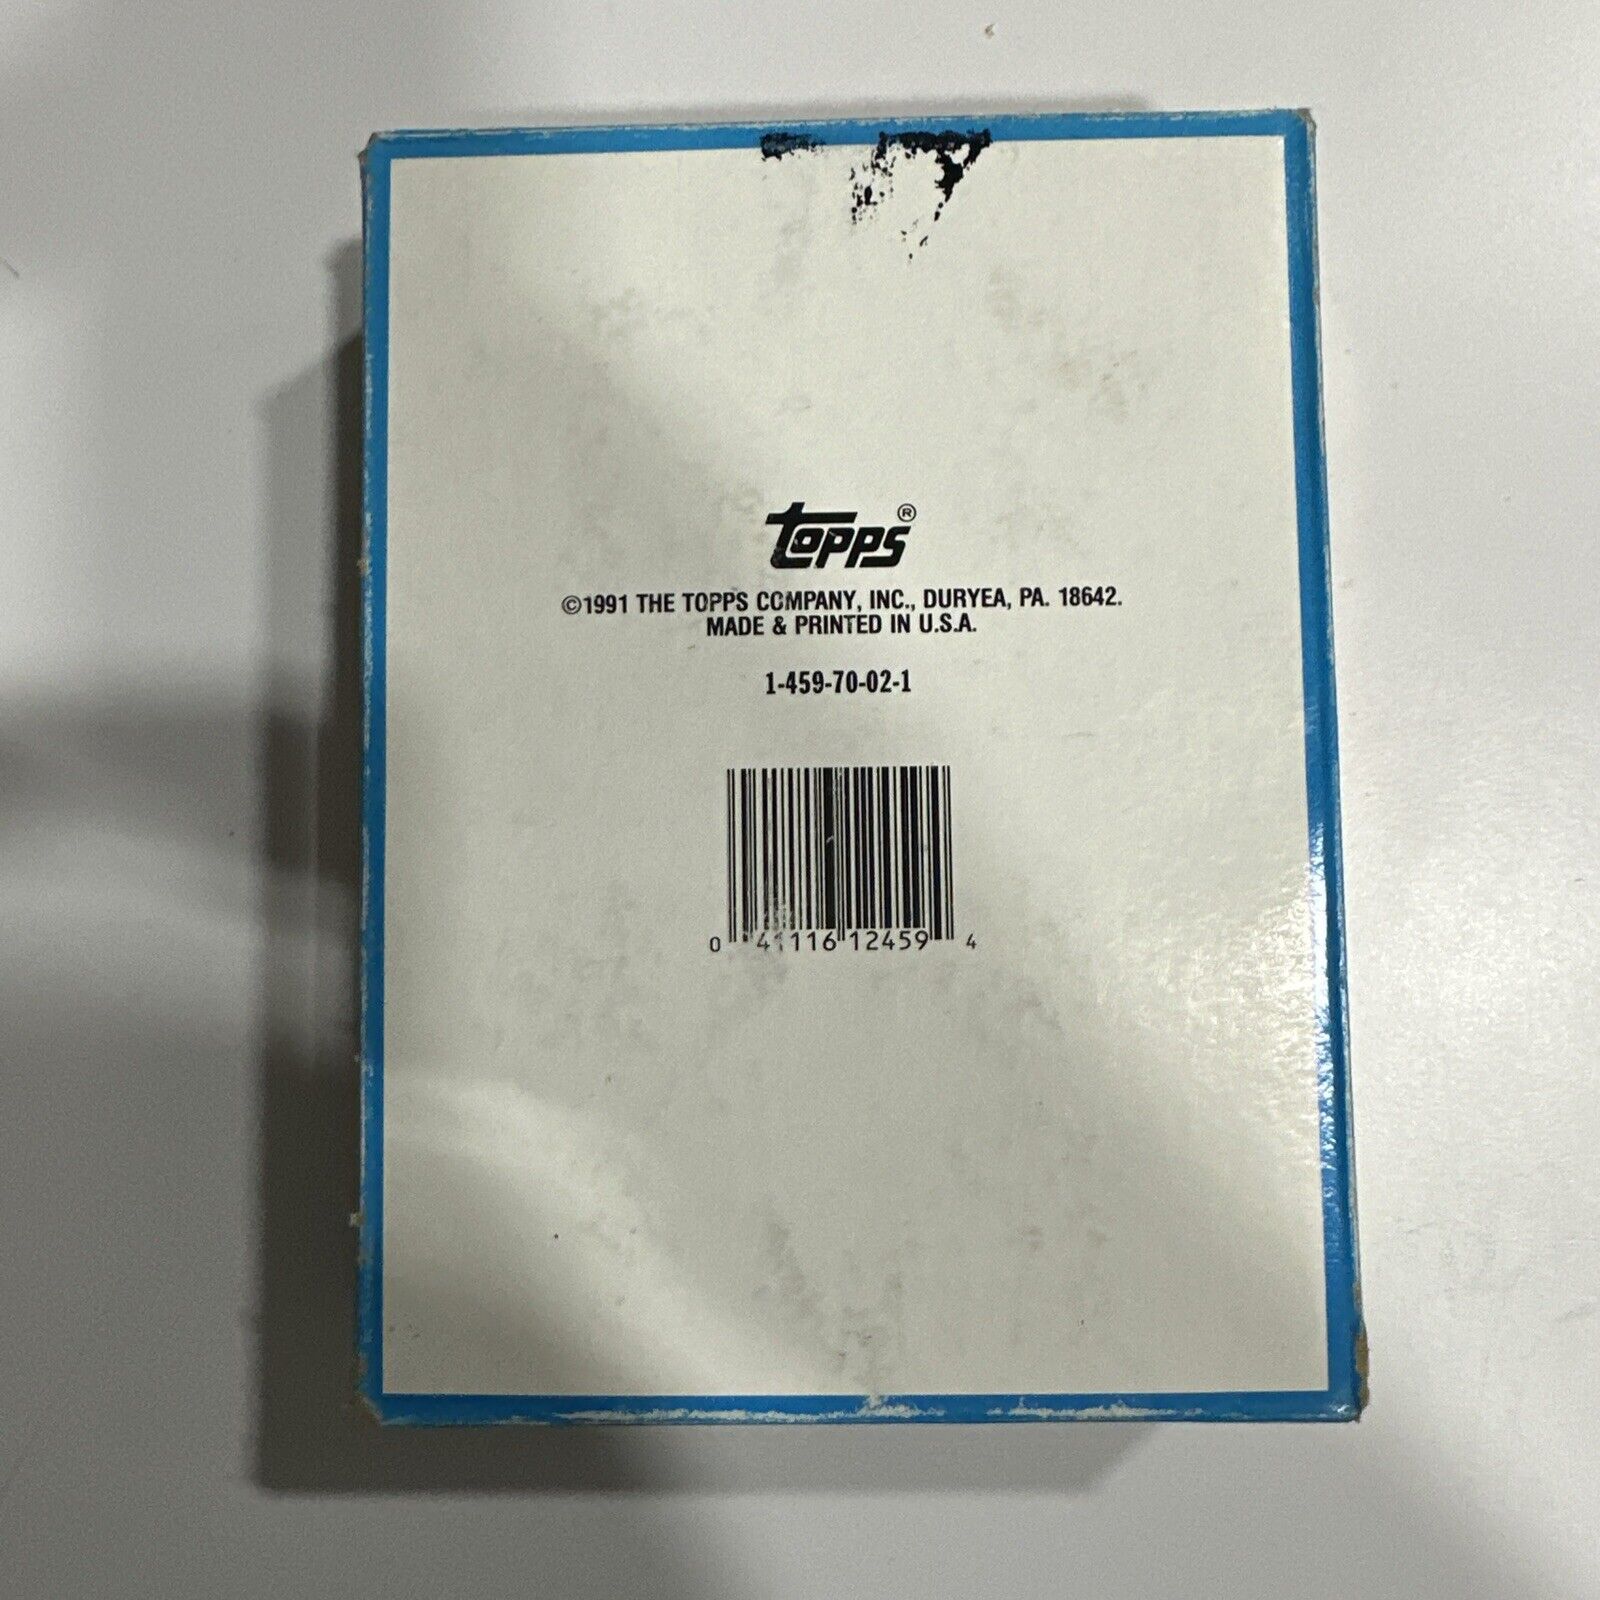 topps®
©1991 THE TOPPS COMPANY, INC., DURYEA, PA. 18642.
MADE & PRINTED IN U.S.A.
1-459-70-02-1
0 41116 12459 4